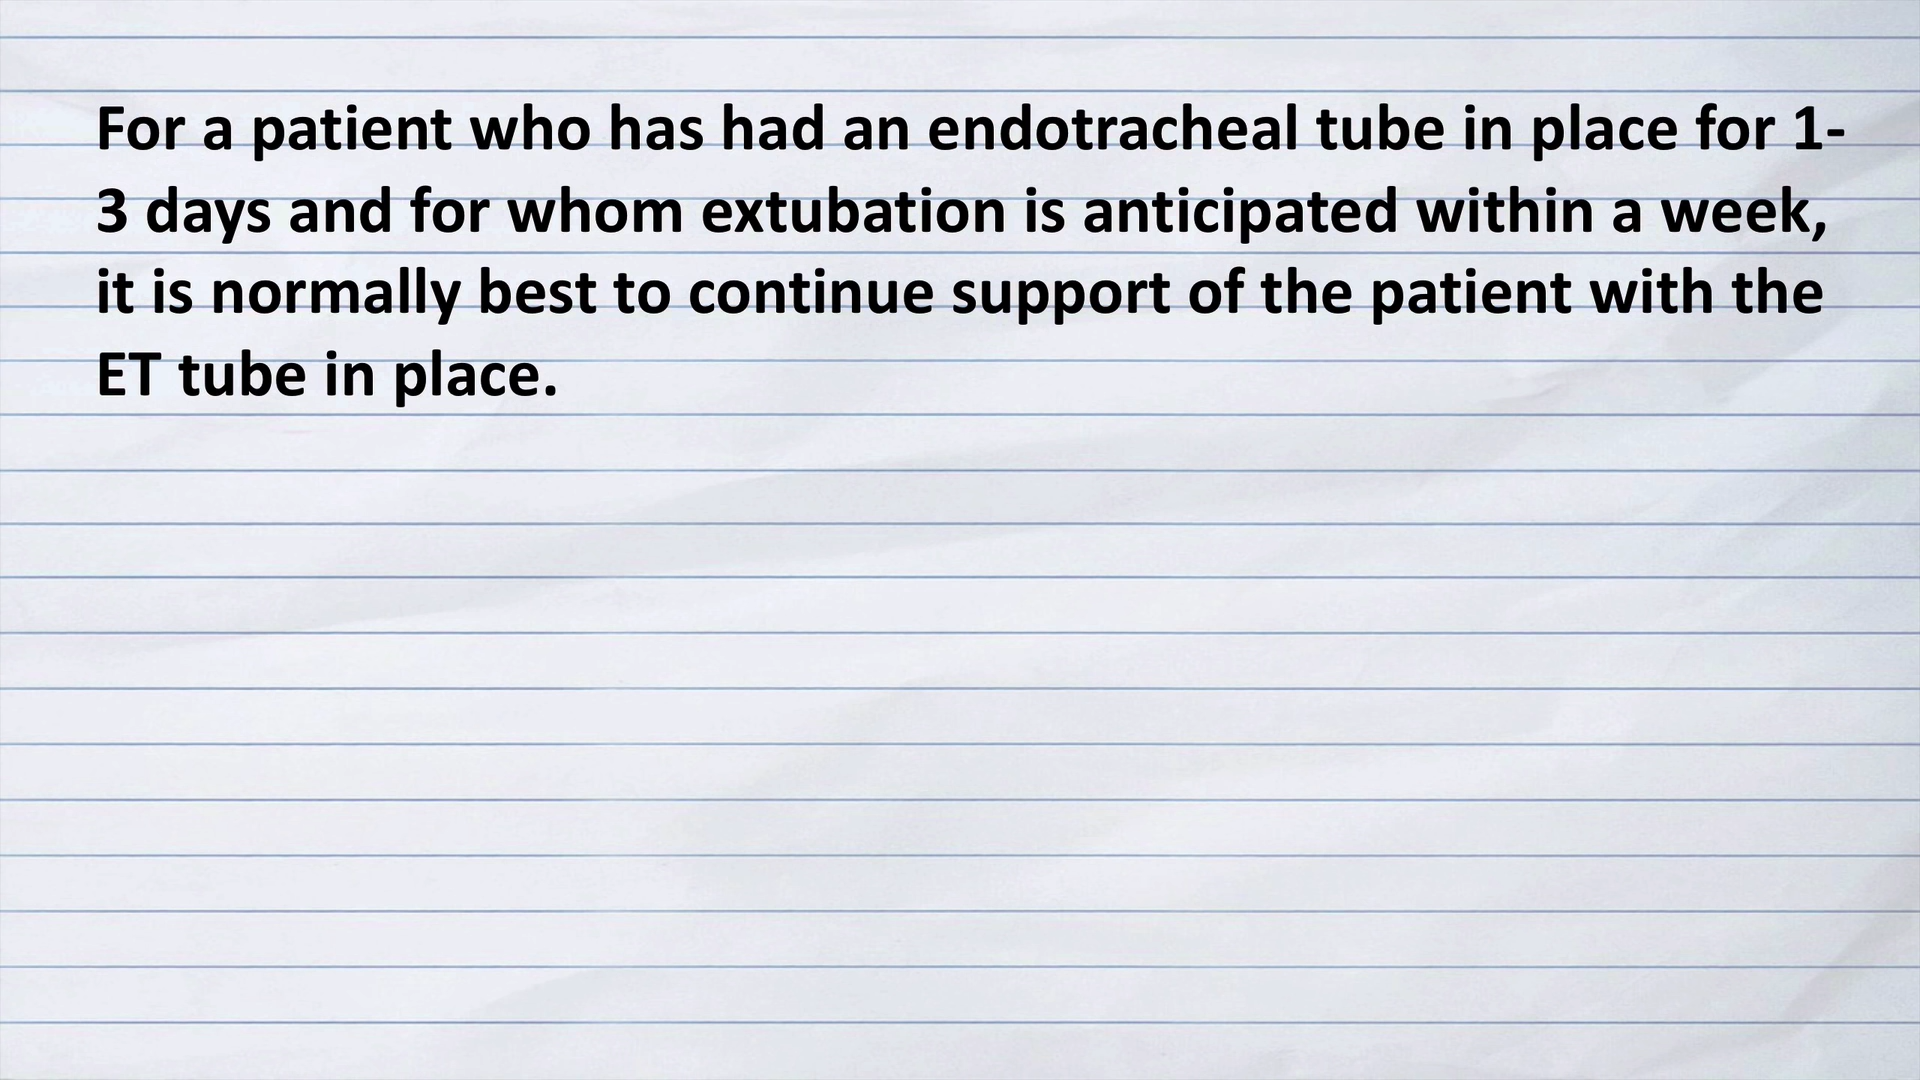 For a patient who has had an endotracheal tube in place for 1-
3 days and for whom extubation is anticipated within a week,
it is normally best to continue support of the patient with the
ET tube in place.